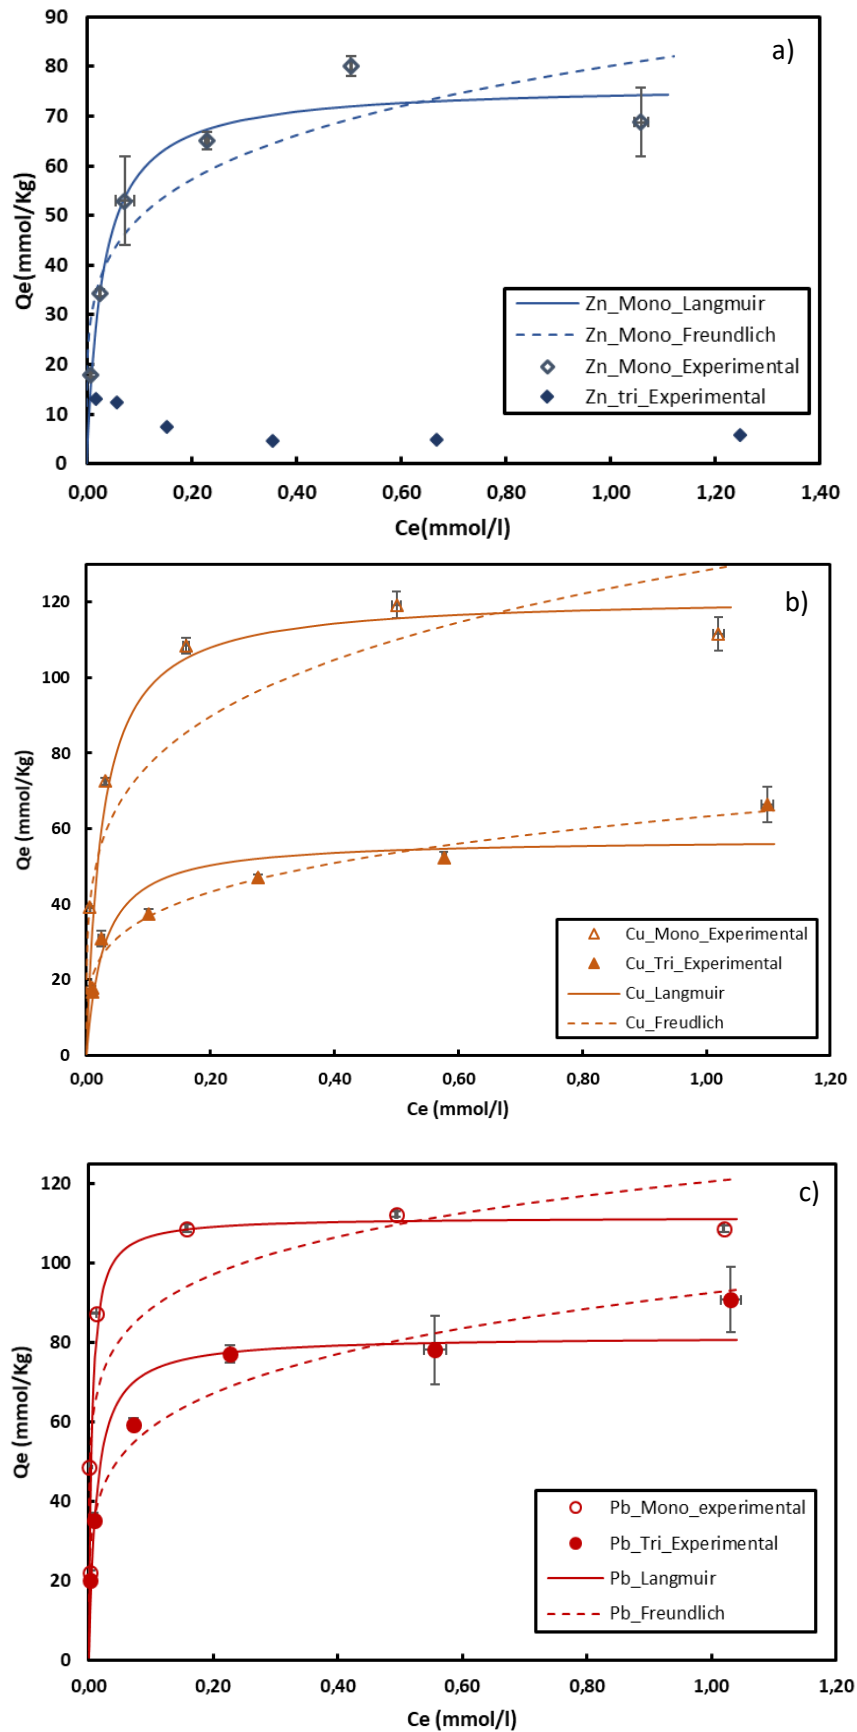 a)
90
80
70
60
50
40
30
20
10
0
Qe(mmol/Kg)
Zn_Mono_Langmuir
Zn_Mono_Freundlich
Zn_Mono_Experimental
Zn_tri_Experimental
0,00 0,20 0,40 0,60 0,80 1,00 1,20 1,40
Ce(mmol/l)
b)
120
100
80
60
40
20
0
Qe (mmol/Kg)
Cu_Mono_Experimental
Cu_Tri_Experimental
Cu_Langmuir
Cu_Freudlich
0,00 0,20 0,40 0,60 0,80 1,00 1,20
Ce (mmol/l)
c)
120
100
80
60
40
20
0
Qe (mmol/Kg)
Pb_Mono_experimental
Pb_Tri_Experimental
Pb_Langmuir
Pb_Freundlich
0,00 0,20 0,40 0,60 0,80 1,00 1,20
Ce (mmol/l)